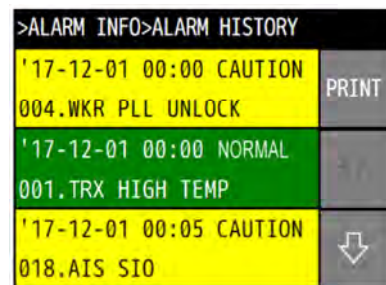 >ALARM INFO>ALARM HISTORY
'17-12-01 00:00 CAUTION
004.WKR PLL UNLOCK
PRINT
'17-12-01 00:00 NORMAL
001.TRX HIGH TEMP
'17-12-01 00:05 CAUTION
018.AIS SIO